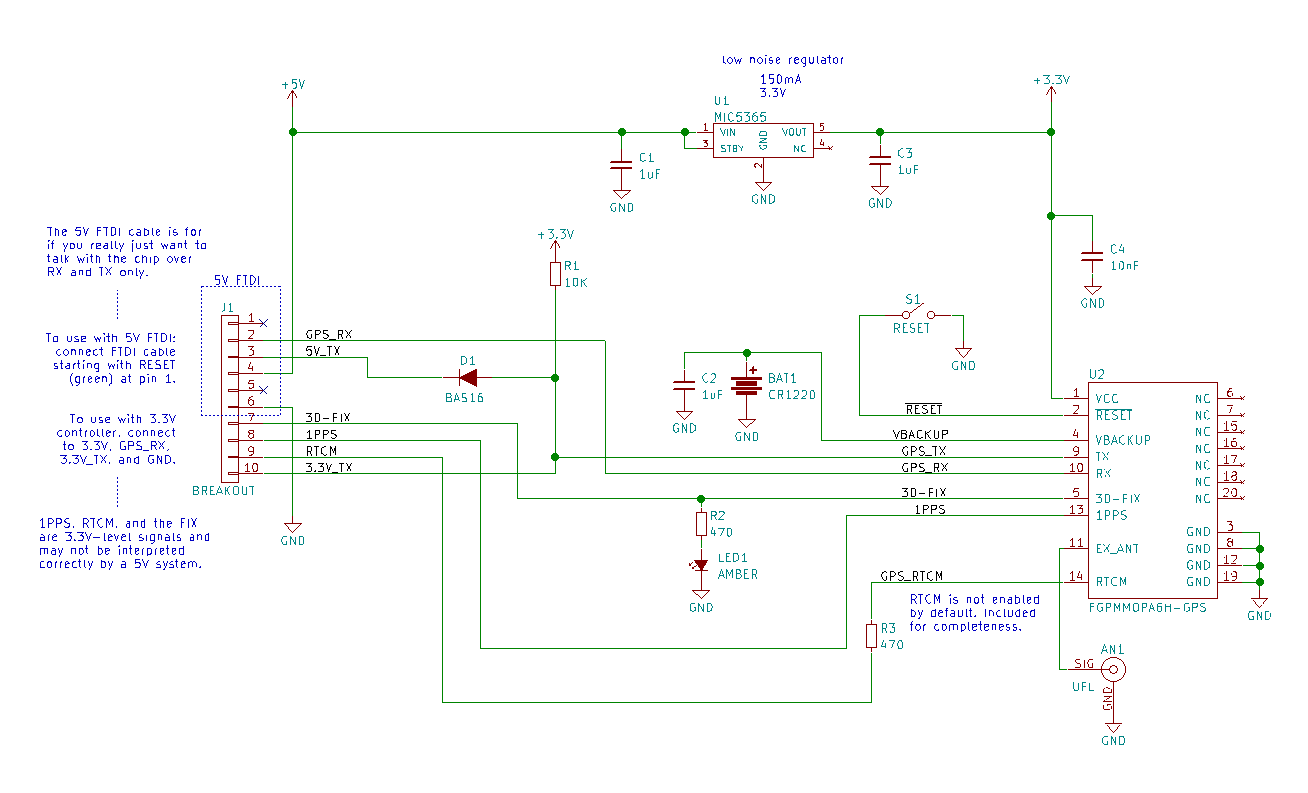 low noise regulator
150mA
3.3V
+5V
+3.3V
U1
MIC5365
1
VIN
GND
VOUT
5
3
STBY
NC
4
2
GND
C1
1uF
GND
C3
1uF
GND
C4
10nF
GND
The 5V FTDI cable is for
if you really just want to
talk with the chip over
RX and TX only.
To use with 5V FTDI:
connect FTDI cable
starting with RESET
(green) at pin 1.
To use with 3.3V
controller, connect
to 3.3V, GPS_RX,
3.3V_TX, and GND.
1PPS, RTCM, and the FIX
are 3.3V-level signals and
may not be interpreted
correctly by a 5V system.
5V FTDI
J1
1
2
3
4
5
6
7
8
9
10
BREAKOUT
GPS_RX
5V_TX
3D-FIX
1PPS
RTCM
3.3V_TX
GND
+3.3V
R1
10K
D1
BAS16
S1
RESET
GND
C2
1uF
GND
BAT1
CR1220
GND
RESET
VBACKUP
GPS_TX
GPS_RX
3D-FIX
1PPS
GPS_RTCM
R2
470
LED1
AMBER
GND
R3
470
RTCM is not enabled
by default. Included
for completeness.
U2
1
VCC
NC
6
2
RESET
NC
7
NC
15
4
VBACKUP
NC
16
9
TX
NC
17
10
RX
NC
18
5
3D-FIX
NC
20
13
1PPS
GND
3
11
EX_ANT
GND
8
GND
12
14
RTCM
GND
19
FGPMMOPA6H-GPS
GND
AN1
SIG
UFL
GND
GND